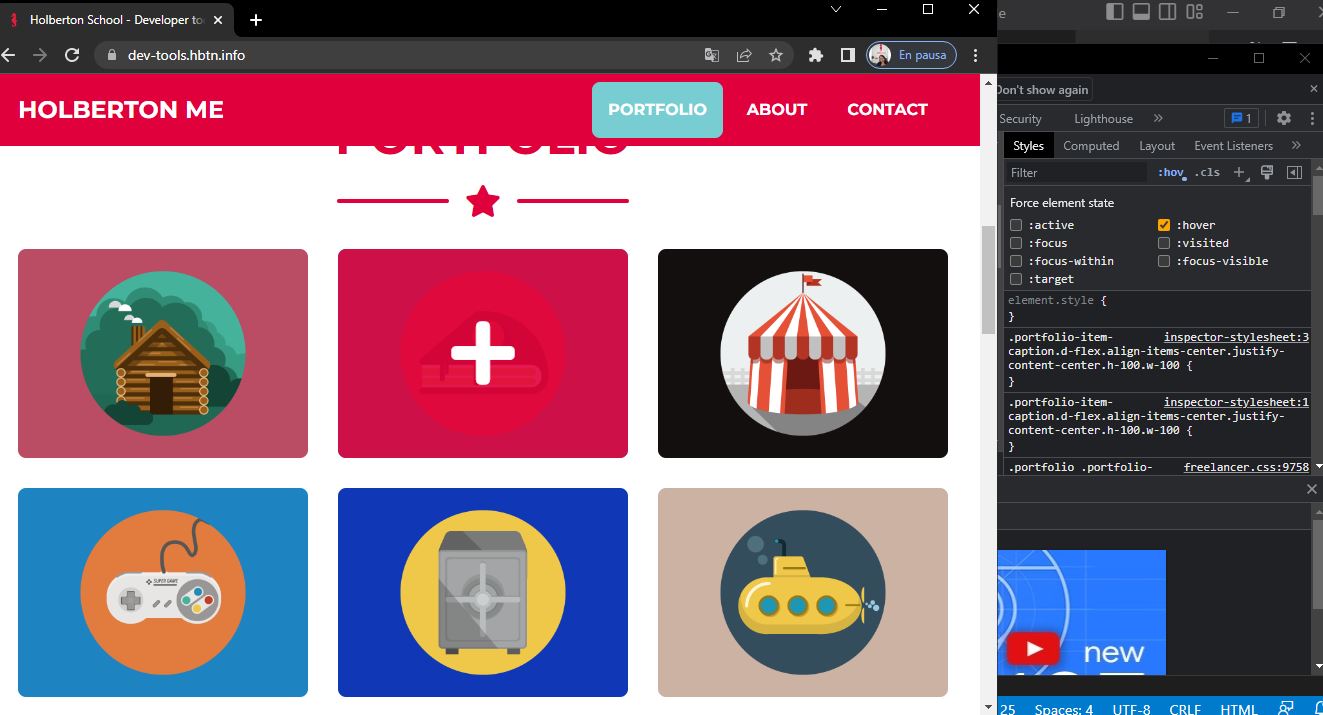 Holberton School - Developer to
dev-tools.hbtn.info
En pausa
HOLBERTON ME
PORTFOLIO
ABOUT
CONTACT
PORTFOLIO
SUPER GAME
e
Don't show again
Security
Lighthouse
1
Styles
Computed
Layout
Event Listeners
Filter
:hov
.cls
Force element state
:active
:hover
:focus
:visited
:focus-within
:focus-visible
:target
element.style {
}
.portfolio-item- inspector-stylesheet:3
caption.d-flex.align-items-center.justify-
content-center.h-100.w-100 {
}
.portfolio-item- inspector-stylesheet:1
caption.d-flex.align-items-center.justify-
content-center.h-100.w-100 {
}
.portfolio .portfolio- freelancer.css:9758
new
25 Spaces: 4 UTF-8 CRLF HTML